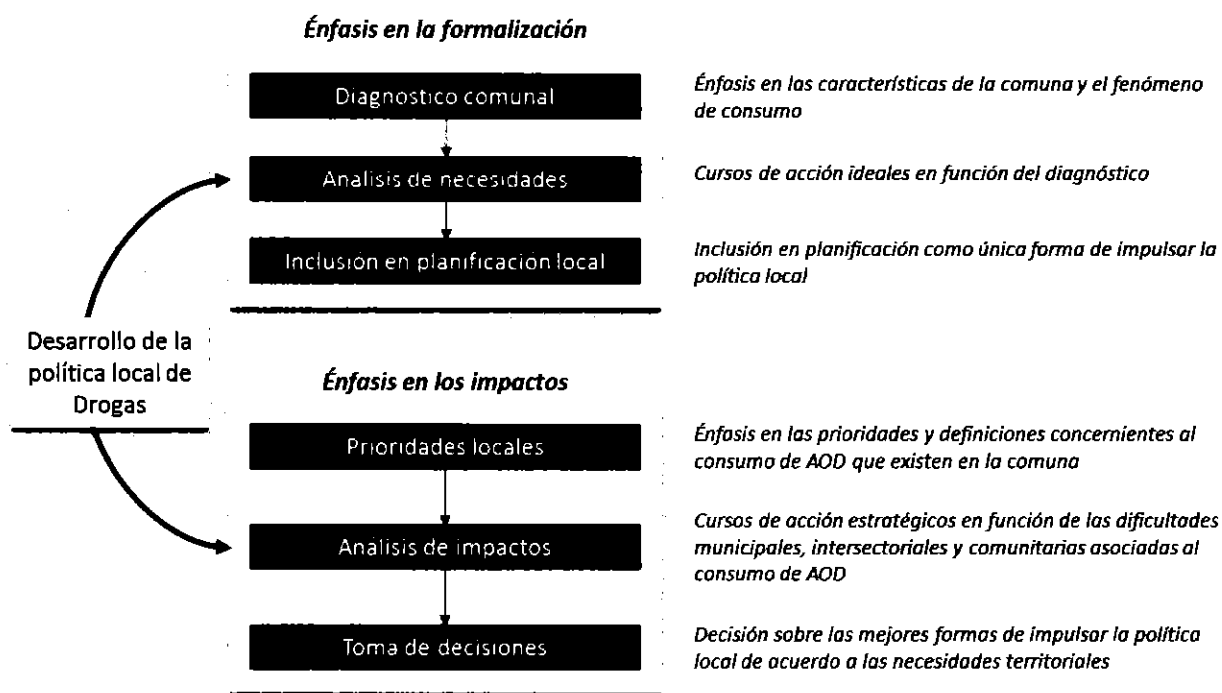 Énfasis en la formalización
Diagnostico comunal
Énfasis en las características de la comuna y el fenómeno
de consumo
Analisis de necesidades
Cursos de acción ideales en función del diagnóstico
Inclusión en planificación local
Inclusión en planificación como única forma de impulsar la
política local
Desarrollo de la
política local de
Drogas
Énfasis en los impactos
Prioridades locales
Énfasis en las prioridades y definiciones concernientes al
consumo de AOD que existen en la comuna
Análisis de impactos
Cursos de acción estratégicos en función de las dificultades
municipales, intersectoriales y comunitarias asociadas al
consumo de AOD
Toma de decisiones
Decisión sobre las mejores formas de impulsar la política
local de acuerdo a las necesidades territoriales